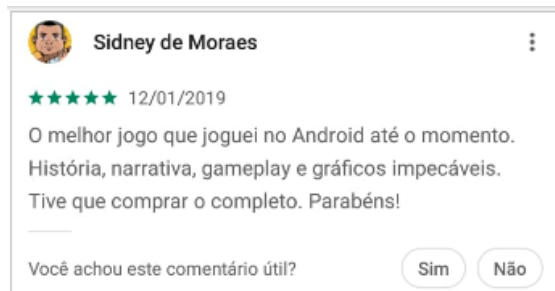 Sidney de Moraes
12/01/2019
O melhor jogo que joguei no Android até o momento.
História, narrativa, gameplay e gráficos impecáveis.
Tive que comprar o completo. Parabéns!
Você achou este comentário útil?
Sim
Não